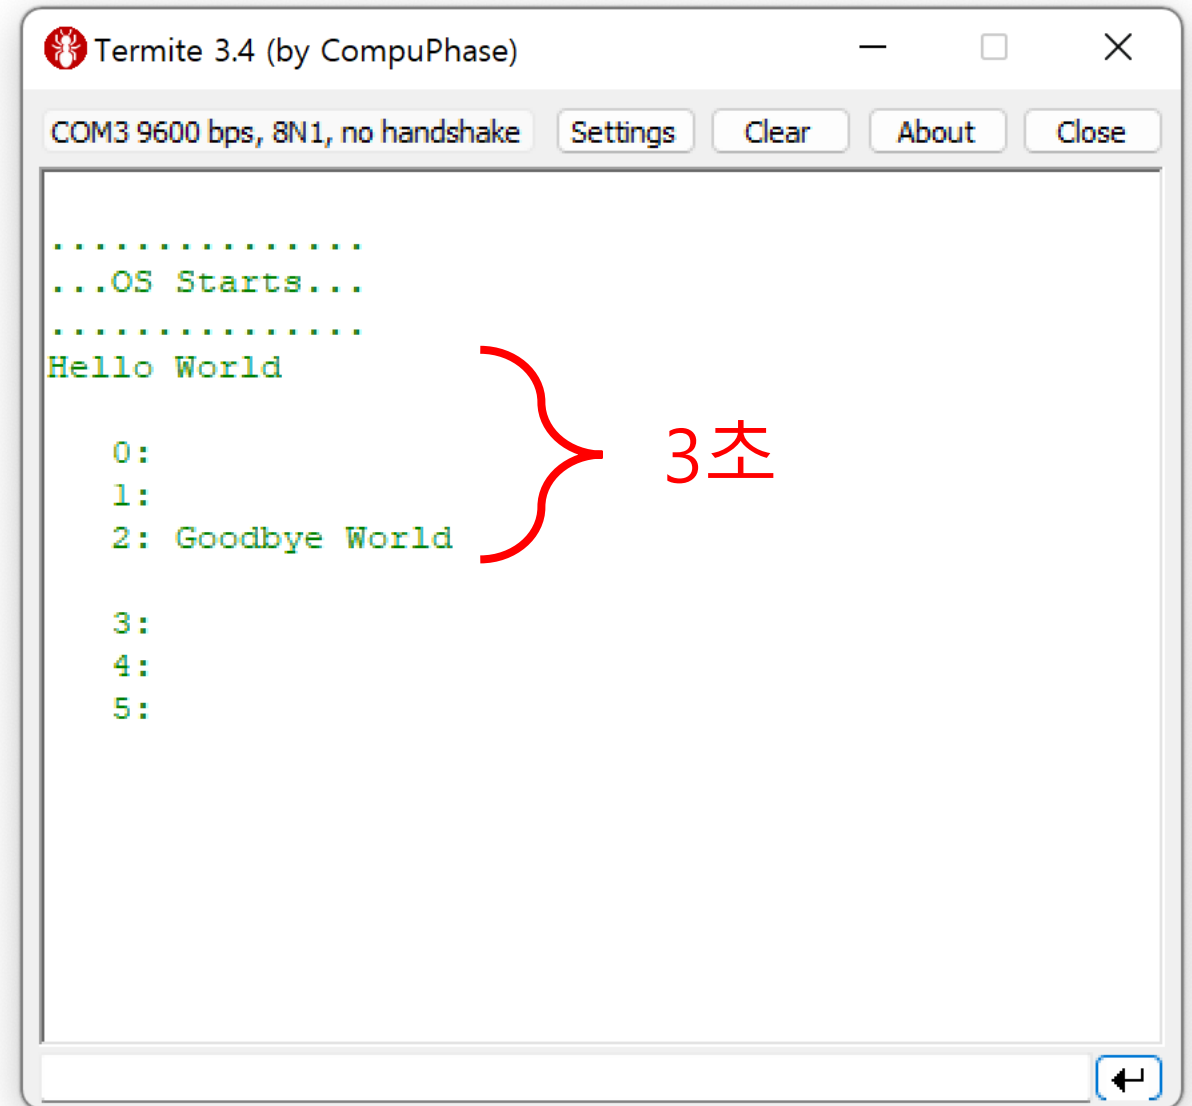 Termite 3.4 (by CompuPhase)
COM3 9600 bps, 8N1, no handshake Settings Clear About Close
...............
...OS Starts...
...............
Hello World
0:
3초
1:
2: Goodbye World
3:
4:
5: